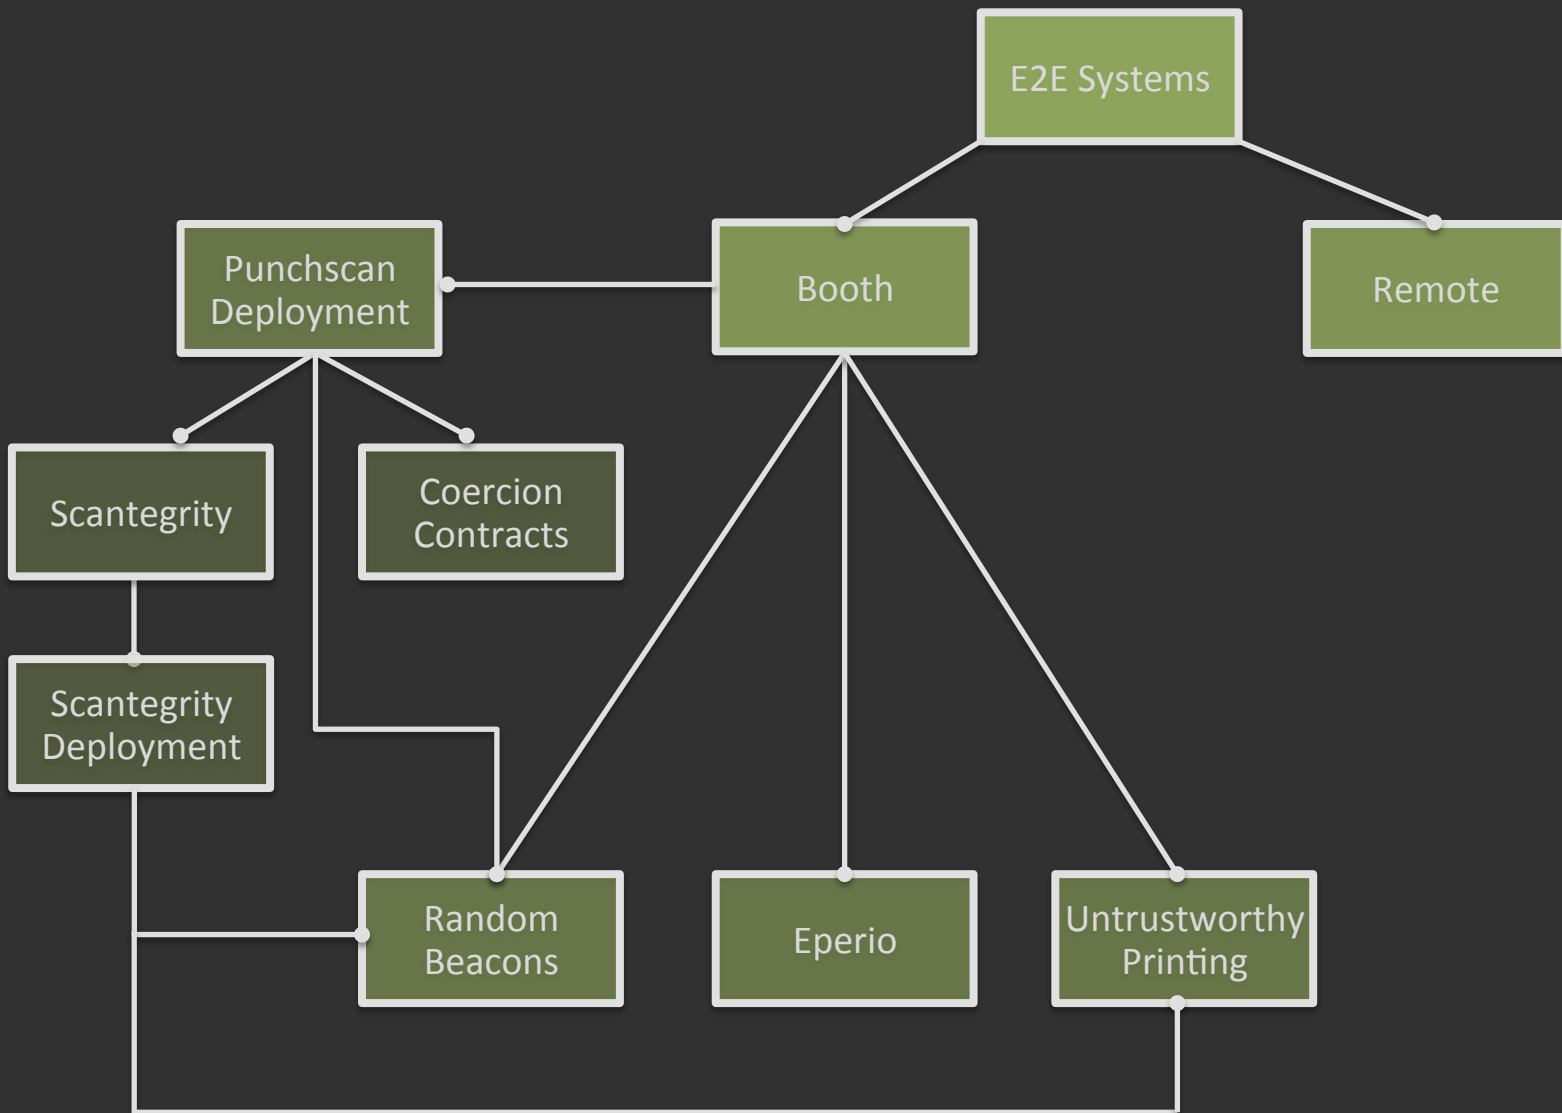 E2E Systems
Punchscan
Deployment
Booth
Remote
Scantegrity
Coercion
Contracts
Scantegrity
Deployment
Random
Beacons
Eperio
Untrustworthy
Printing